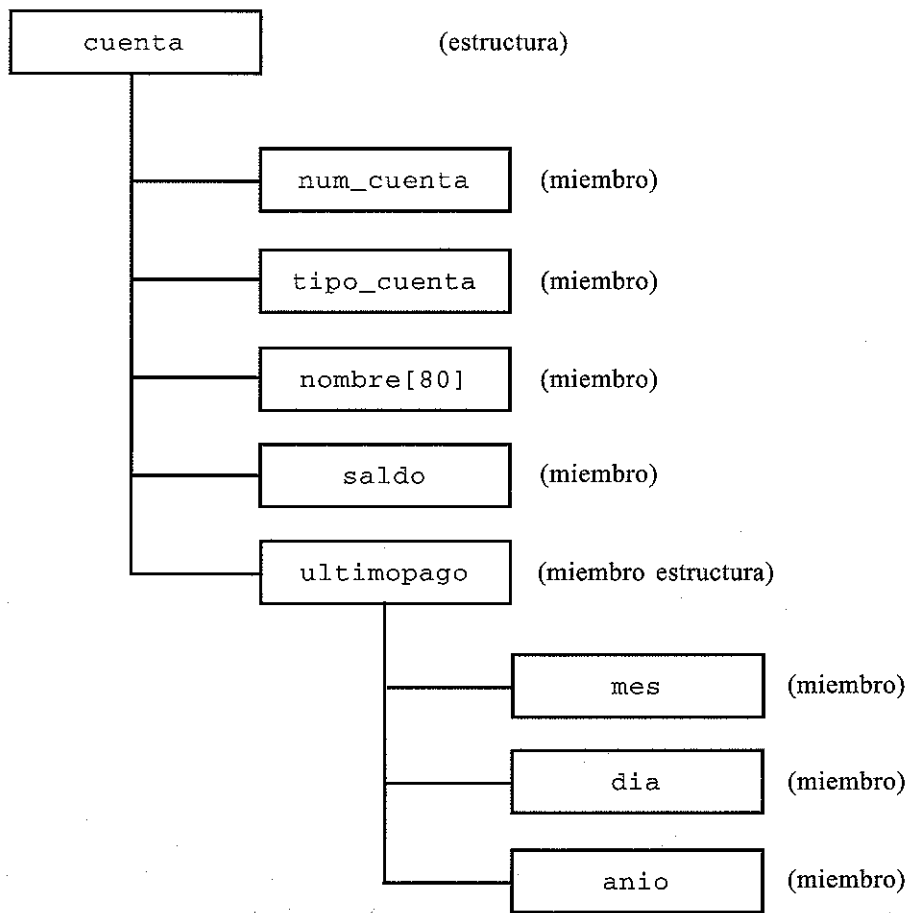 cuenta (estructura)
num_cuenta (miembro)
tipo_cuenta (miembro)
nombre[80] (miembro)
saldo (miembro)
ultimopago (miembro estructura)
mes (miembro)
dia (miembro)
anio (miembro)